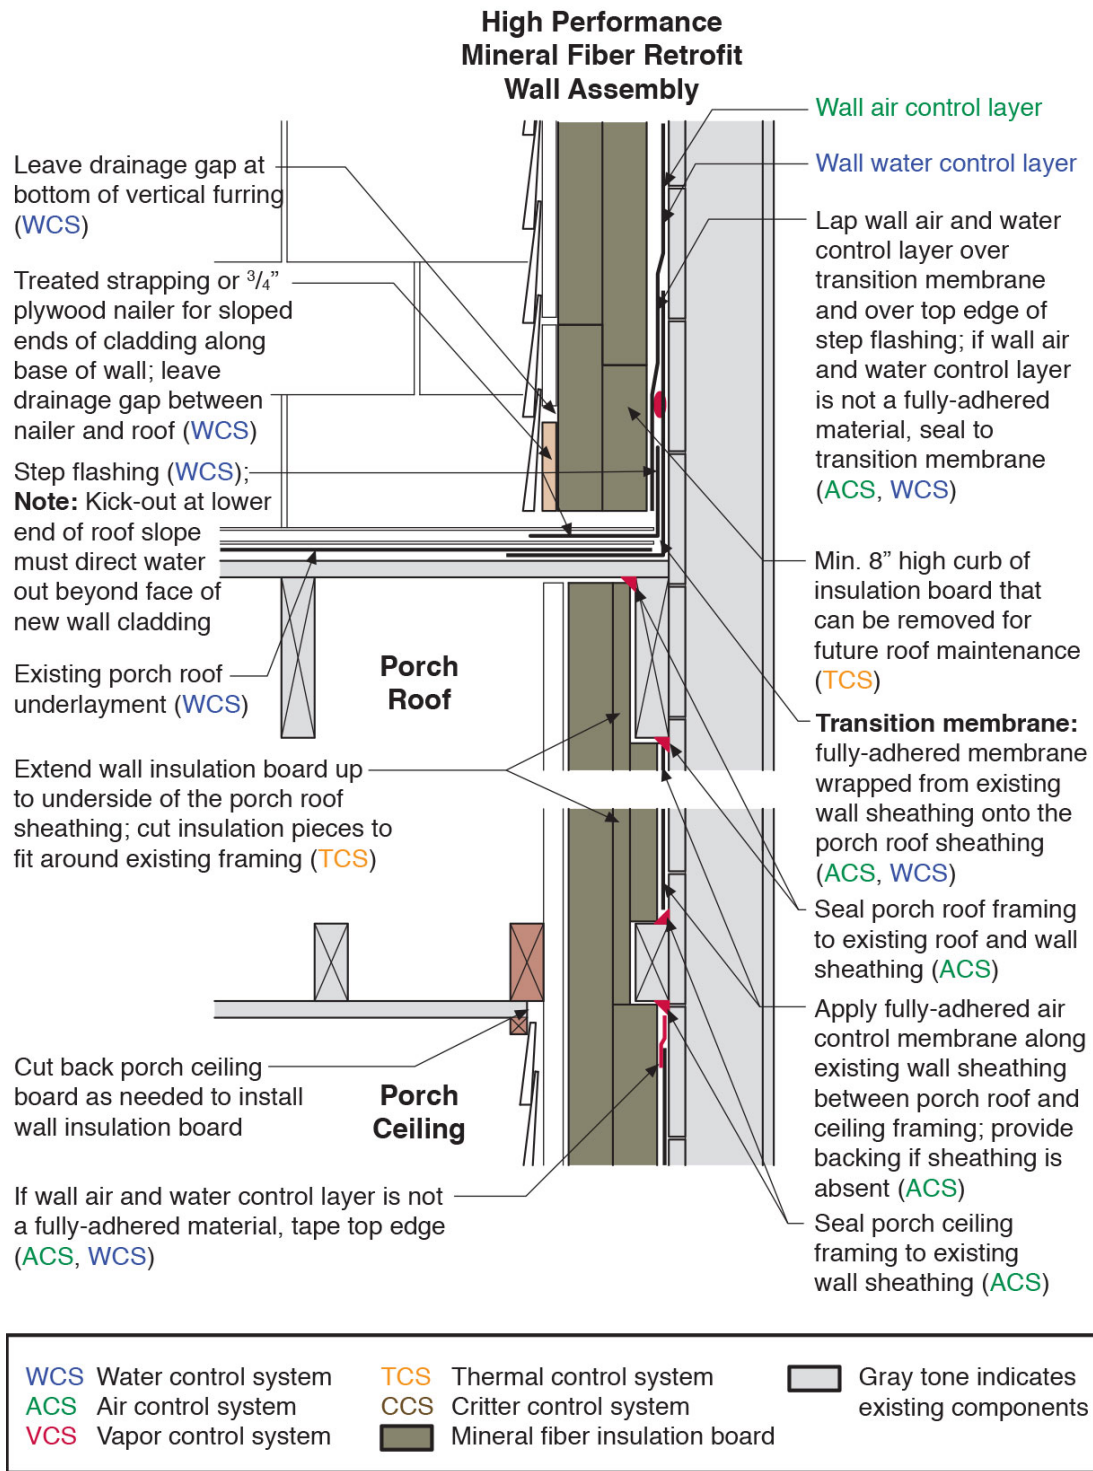 High Performance
Mineral Fiber Retrofit
Wall Assembly
Leave drainage gap at
bottom of vertical furring
(WCS)
Treated strapping or 3/4”
plywood nailer for sloped
ends of cladding along
base of wall; leave
drainage gap between
nailer and roof (WCS)
Step flashing (WCS);
Note: Kick-out at lower
end of roof slope
must direct water
out beyond face of
new wall cladding
Existing porch roof
underlayment (WCS)
Extend wall insulation board up
to underside of the porch roof
sheathing; cut insulation pieces to
fit around existing framing (TCS)
Cut back porch ceiling
board as needed to install
wall insulation board
If wall air and water control layer is not
a fully-adhered material, tape top edge
(ACS, WCS)
Porch
Roof
Porch
Ceiling
Wall air control layer
Wall water control layer
Lap wall air and water
control layer over
transition membrane
and over top edge of
step flashing; if wall air
and water control layer
is not a fully-adhered
material, seal to
transition membrane
(ACS, WCS)
Min. 8” high curb of
insulation board that
can be removed for
future roof maintenance
(TCS)
Transition membrane:
fully-adhered membrane
wrapped from existing
wall sheathing onto the
porch roof sheathing
(ACS, WCS)
Seal porch roof framing
to existing roof and wall
sheathing (ACS)
Apply fully-adhered air
control membrane along
existing wall sheathing
between porch roof and
ceiling framing; provide
backing if sheathing is
absent (ACS)
Seal porch ceiling
framing to existing
wall sheathing (ACS)
WCS Water control system
ACS Air control system
VCS Vapor control system
TCS Thermal control system
CCS Critter control system
Mineral fiber insulation board
Gray tone indicates
existing components